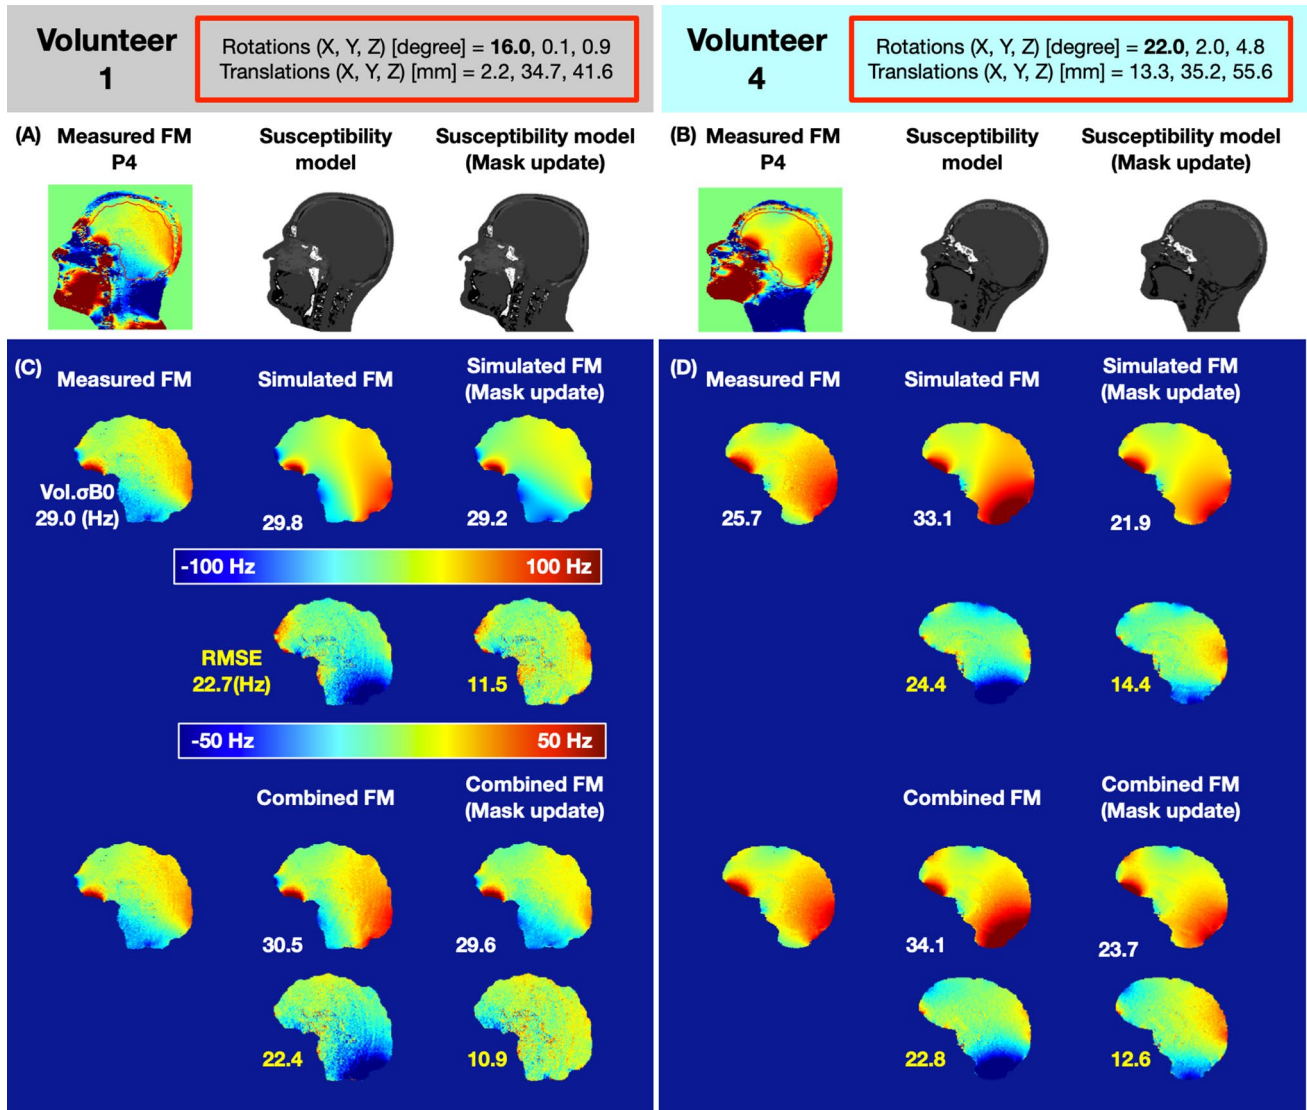 Volunteer
1
Rotations (X, Y, Z) [degree] = 16.0, 0.1, 0.9
Translations (X, Y, Z) [mm] = 2.2, 34.7, 41.6
Volunteer
4
Rotations (X, Y, Z) [degree] = 22.0, 2.0, 4.8
Translations (X, Y, Z) [mm] = 13.3, 35.2, 55.6
(A)
Measured FM
P4
Susceptibility
model
Susceptibility model
(Mask update)
(B)
Measured FM
P4
Susceptibility
model
Susceptibility model
(Mask update)
(C)
Measured FM
Simulated FM
Simulated FM
(Mask update)
Vol.σB0
29.0 (Hz)
29.8
29.2
-100 Hz
100 Hz
RMSE
22.7(Hz)
11.5
-50 Hz
50 Hz
Combined FM
Combined FM
(Mask update)
30.5
29.6
22.4
10.9
(D)
Measured FM
Simulated FM
Simulated FM
(Mask update)
25.7
33.1
21.9
24.4
14.4
Combined FM
Combined FM
(Mask update)
34.1
23.7
22.8
12.6